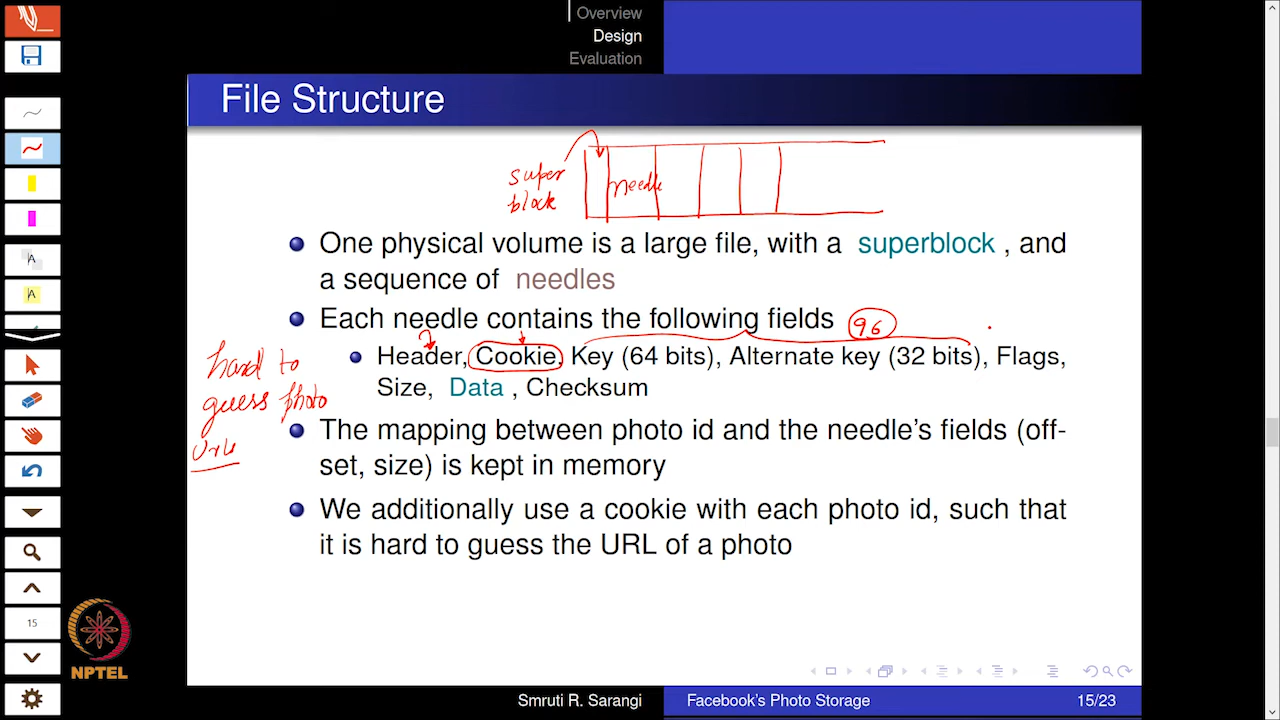 Overview
Design
Evaluation
File Structure
super
block
needle
One physical volume is a large file, with a superblock , and
a sequence of needles
Each needle contains the following fields
96
Header, Cookie, Key (64 bits), Alternate key (32 bits), Flags,
Size, Data , Checksum
hard to
guess photo
The mapping between photo id and the needle's fields (off-
set, size) is kept in memory
We additionally use a cookie with each photo id, such that
it is hard to guess the URL of a photo
A
A
15
NPTEL
Smruti R. Sarangi
Facebook's Photo Storage
15/23